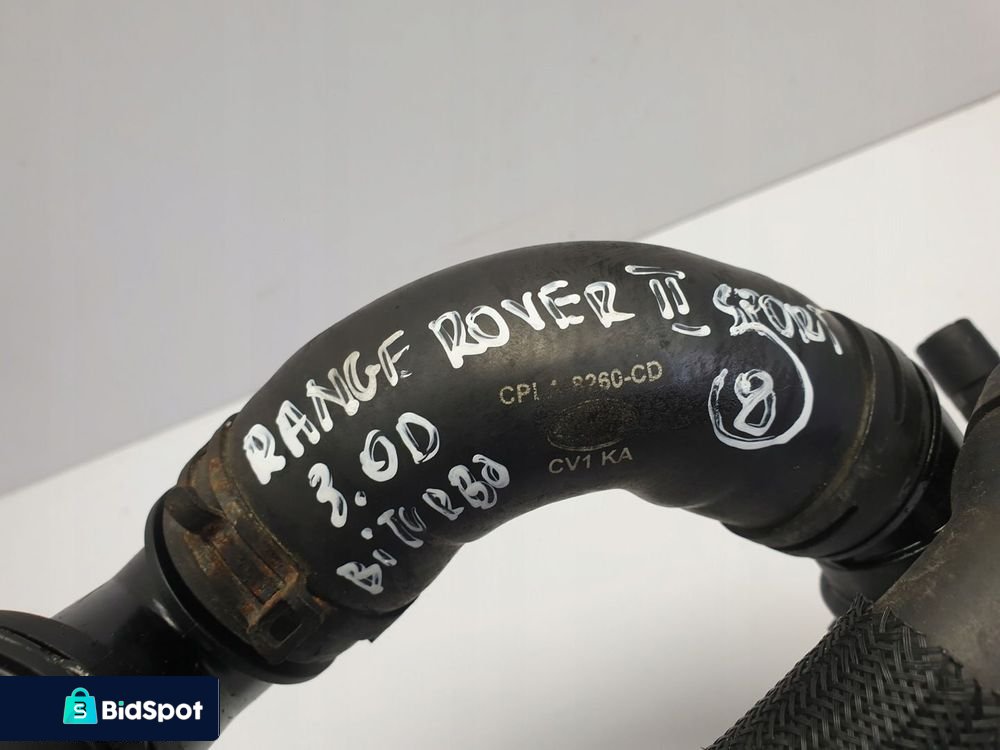 RANGE ROVER II SPORT
3.0D
BiTURBO
8
CV1 KA
BidSpot